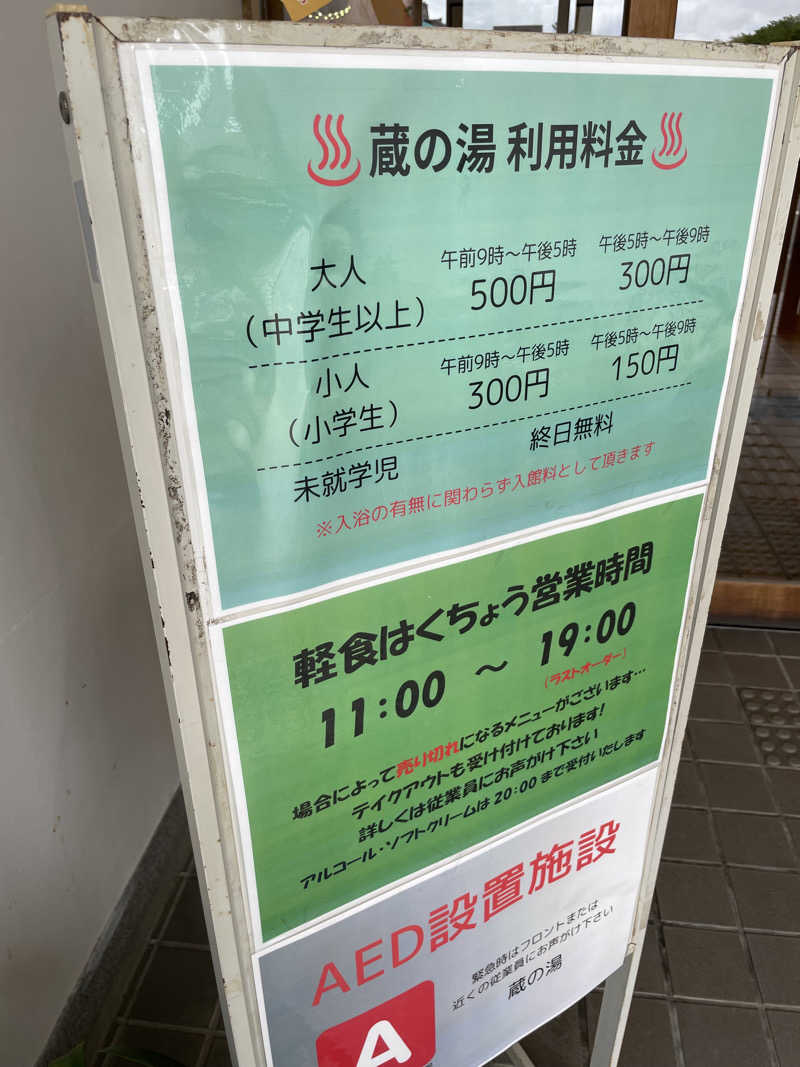 蔵の湯 利用料金
大人
（中学生以上）
午前9時～午後5時
500円
午後5時～午後9時
300円
小人
（小学生）
午前9時～午後5時
300円
午後5時～午後9時
150円
未就学児
終日無料
※入浴の有無に関わらず入館料として頂きます
軽食はくちょう営業時間
11:00 ～ 19:00
(ラストオーダー)
場合によって売り切れになるメニューがございます…
テイクアウトも受け付けております!
詳しくは従業員にお声がけ下さい
アルコール・ソフトクリームは20:00まで受付いたします
AED設置施設
緊急時はフロントまたは
近くの従業員にお声がけ下さい
蔵の湯
A